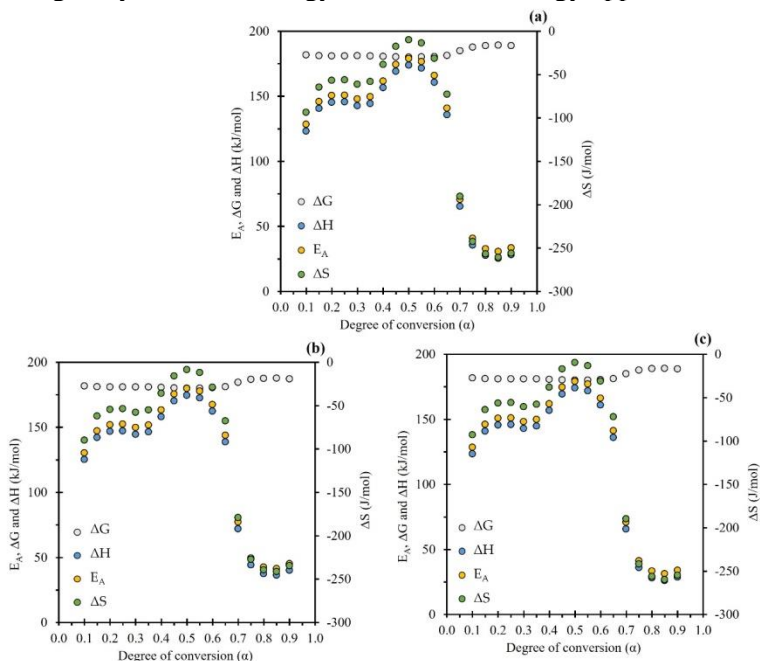 (a)
200
150
100
50
0
0
-50
-100
-150
-200
-250
-300
E_A, ΔG and ΔH (kJ/mol)
ΔS (J/mol)
ΔG
ΔH
E_A
ΔS
0.0 0.1 0.2 0.3 0.4 0.5 0.6 0.7 0.8 0.9 1.0
Degree of conversion (α)
(b)
200
150
100
50
0
0
-50
-100
-150
-200
-250
-300
E_A, ΔG and ΔH (kJ/mol)
ΔS (J/mol)
ΔG
ΔH
E_A
ΔS
0.0 0.1 0.2 0.3 0.4 0.5 0.6 0.7 0.8 0.9 1.0
Degree of conversion (α)
(c)
200
150
100
50
0
0
-50
-100
-150
-200
-250
-300
E_A, ΔG and ΔH (kJ/mol)
ΔS (J/mol)
ΔG
ΔH
E_A
ΔS
0.0 0.1 0.2 0.3 0.4 0.5 0.6 0.7 0.8 0.9 1.0
Degree of conversion (α)